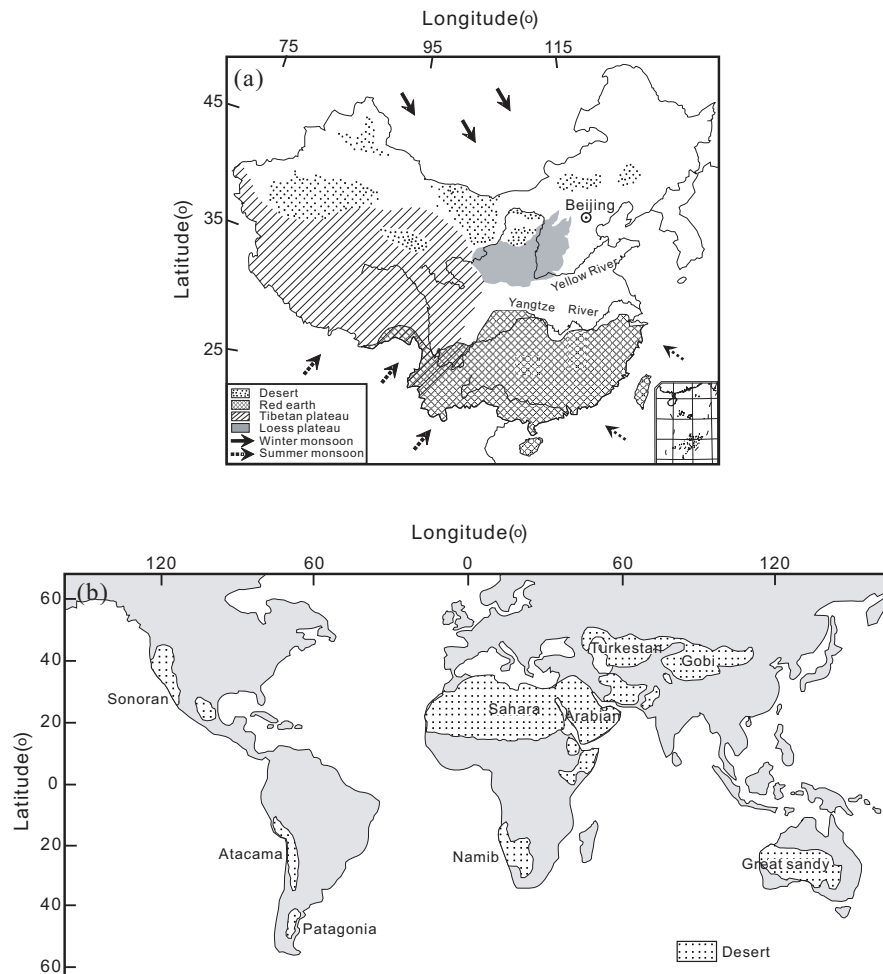 Longitude(o)
75 95 115
(a)
45
35
25
Latitude(o)
Beijing
Yellow River
Yangtze River
Desert
Red earth
Tibetan plateau
Loess plateau
Winter monsoon
Summer monsoon
Longitude(o)
120 60 0 60 120
(b)
60
40
20
0
20
40
60
Latitude(o)
Turkestan
Gobi
Sonoran
Sahara
Arabian
Atacama
Namib
Great sandy
Patagonia
Desert